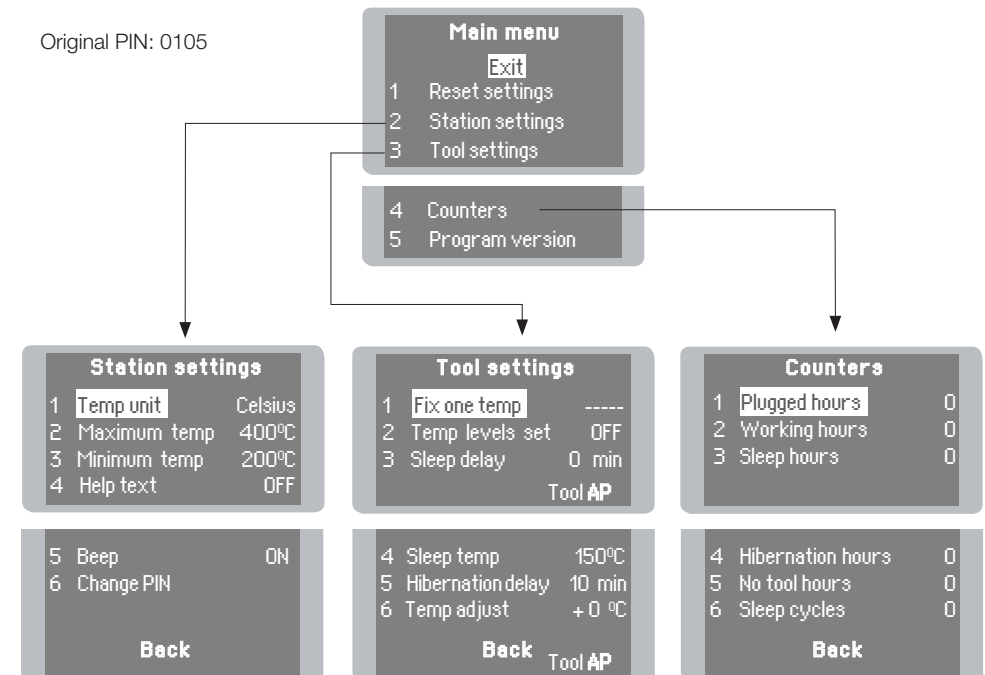 Original PIN: 0105
Main menu
Exit
1 Reset settings
2 Station settings
3 Tool settings
4 Counters
5 Program version
Station settings
1 Temp unit Celsius
2 Maximum temp 400ºC
3 Minimum temp 200ºC
4 Help text OFF
5 Beep ON
6 Change PIN
Back
Tool settings
1 Fix one temp -----
2 Temp levels set OFF
3 Sleep delay 0 min
Tool AP
4 Sleep temp 150ºC
5 Hibernation delay 10 min
6 Temp adjust +0 ºC
Back
Tool AP
Counters
1 Plugged hours 0
2 Working hours 0
3 Sleep hours 0
4 Hibernation hours 0
5 No tool hours 0
6 Sleep cycles 0
Back